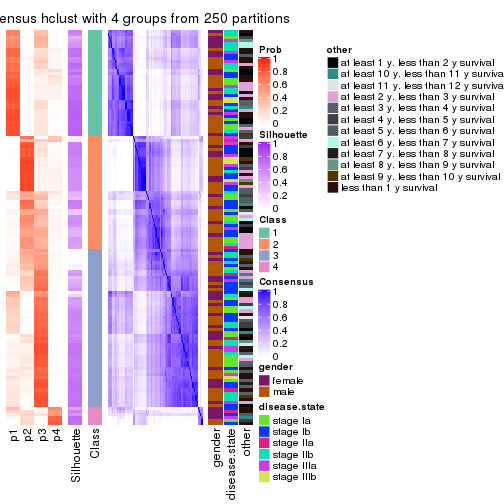 ensus hclust with 4 groups from 250 partitions
Prob
1
0.8
0.6
0.4
0.2
0
Silhouette
1
0.8
0.6
0.4
0.2
0
Class
1
2
3
4
Consensus
1
0.8
0.6
0.4
0.2
0
gender
female
male
disease.state
stage Ia
stage Ib
stage IIa
stage IIb
stage IIIa
stage IIIb
other
at least 1 y. less than 2 y survival
at least 10 y. less than 11 y surviva
at least 11 y. less than 12 y surviva
at least 2 y. less than 3 y survival
at least 3 y. less than 4 y survival
at least 4 y. less than 5 y survival
at least 5 y. less than 6 y survival
at least 6 y. less than 7 y survival
at least 7 y. less than 8 y survival
at least 8 y. less than 9 y survival
at least 9 y. less than 10 y survival
less than 1 y survival
p1
p2
p3
p4
Silhouette
Class
gender
disease.state
other